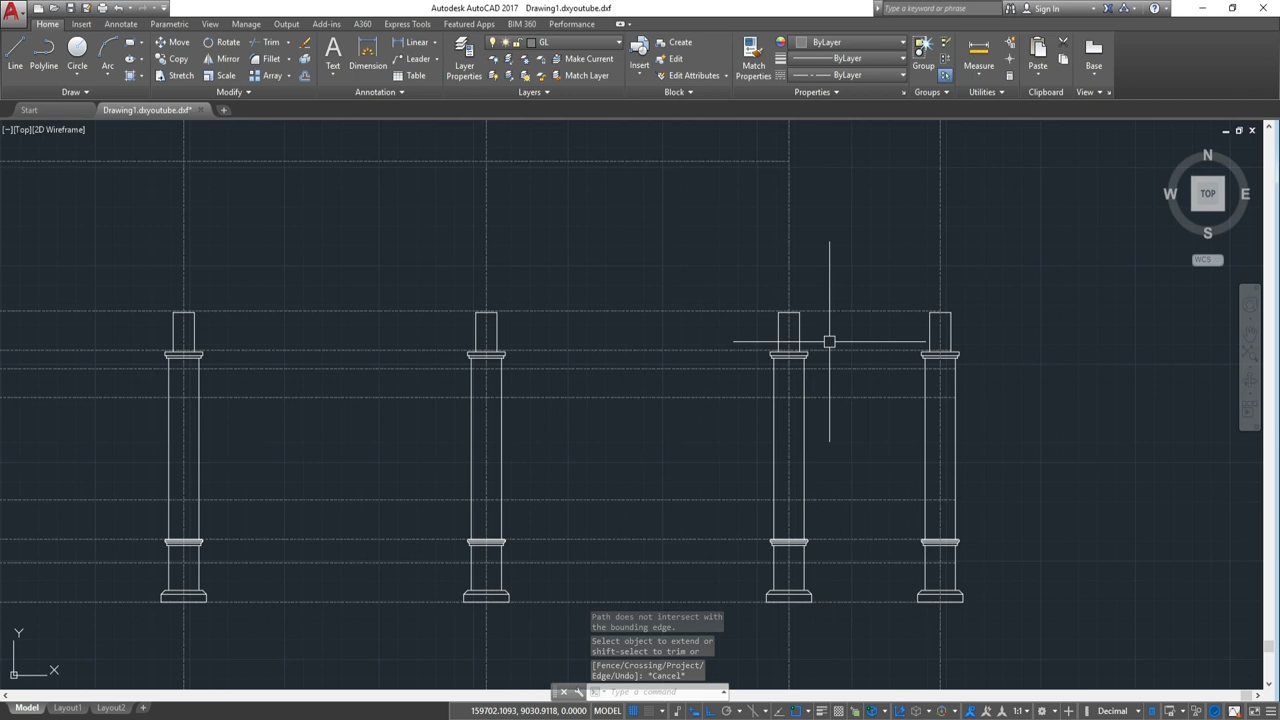 A
Autodesk AutoCAD 2017 Drawing1.dxyoutube.dxf
Type a keyword or phrase
Sign In
Home Insert Annotate Parametric View Manage Output Add-ins A360 Express Tools Featured Apps BIM 360 Performance
Line
Polyline
Circle
Arc
Move
Copy
Stretch
Rotate
Mirror
Scale
Trim
Fillet
Array
Text
Dimension
Linear
Leader
Table
Layer
Properties
GL
Make Current
Match Layer
Insert
Create
Edit
Edit Attributes
Match
Properties
ByLayer
ByLayer
ByLayer
Group
Measure
Paste
Base
Draw Modify Annotation Layers Block Properties Groups Utilities Clipboard View
Start
Drawing1.dxyoutube.dxf*
[−][Top][2D Wireframe]
N
W
TOP
E
S
WCS
Path does not intersect with
the bounding edge.
Select object to extend or
shift-select to trim or
[Fence/Crossing/Project/
Edge/Undo]: *Cancel*
Type a command
Y
X
Model Layout1 Layout2
159702.1093, 9030.9118, 0.0000 MODEL
1:1
Decimal